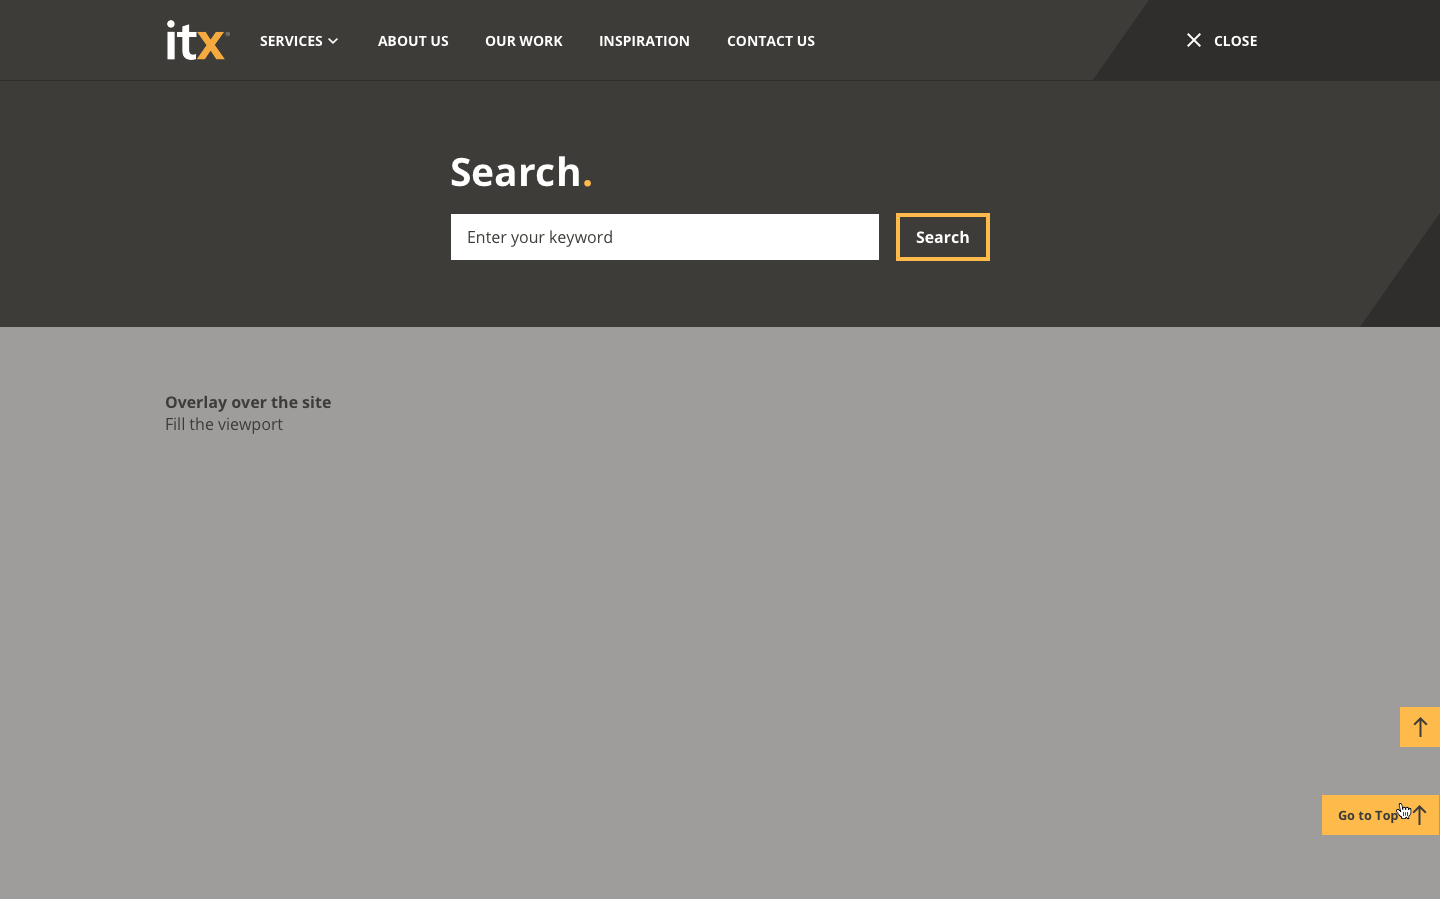 itx
SERVICES
ABOUT US
OUR WORK
INSPIRATION
CONTACT US
CLOSE
Search.
Enter your keyword
Search
Overlay over the site
Fill the viewport
Go to Top